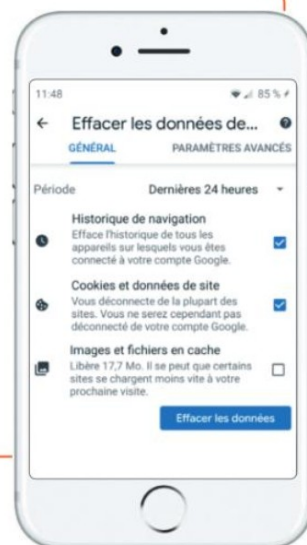 11:48 85 %
Effacer les données de...
GÉNÉRAL PARAMÈTRES AVANCÉS
Période Dernières 24 heures
Historique de navigation
Efface l'historique de tous les
appareils sur lesquels vous êtes
connecté à votre compte Google.
Cookies et données de site
Vous déconnecte de la plupart des
sites. Vous ne serez cependant pas
déconnecté de votre compte Google.
Images et fichiers en cache
Libère 17,7 Mo. Il se peut que certains
sites se chargent moins vite à votre
prochaine visite.
Effacer les données